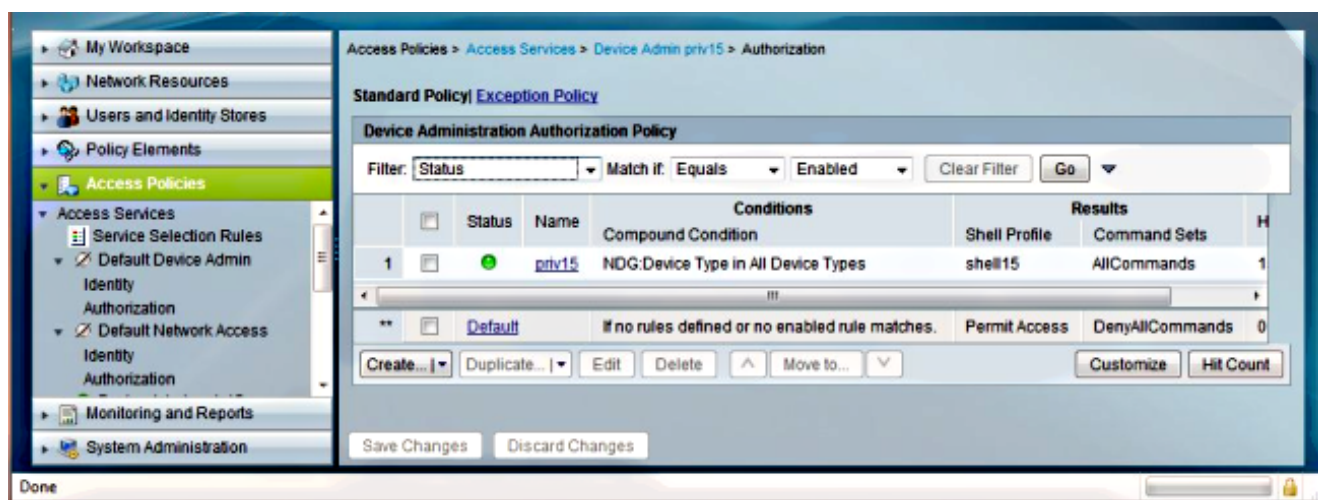 My Workspace
Network Resources
Users and Identity Stores
Policy Elements
Access Policies
Access Services
Service Selection Rules
Default Device Admin
Identity
Authorization
Default Network Access
Identity
Authorization
Monitoring and Reports
System Administration
Access Policies > Access Services > Device Admin priv15 > Authorization
Standard Policy| Exception Policy
Device Administration Authorization Policy
Filter: Status Match if: Equals Enabled Clear Filter Go
Conditions Results
Status Name Compound Condition Shell Profile Command Sets H
1 priv15 NDG:Device Type in All Device Types shell15 AllCommands 1
** Default If no rules defined or no enabled rule matches. Permit Access DenyAllCommands 0
Create... | Duplicate... | Edit Delete Move to... Customize Hit Count
Save Changes Discard Changes
Done